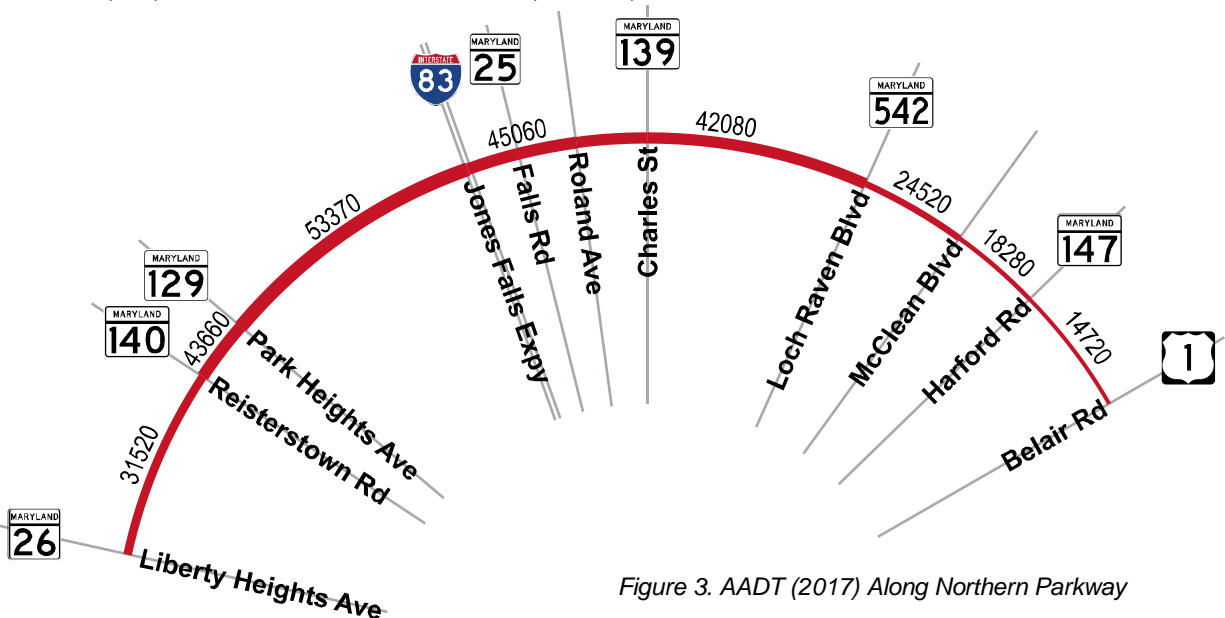 MARYLAND
139
MARYLAND
25
INTERSTATE
83
45060
42080
MARYLAND
542
53370
Jones Falls Expy
Falls Rd
Roland Ave
Charles St
Loch Raven Blvd
24520
McClean Blvd
18280
MARYLAND
147
Harford Rd
14720
1
Belair Rd
MARYLAND
129
MARYLAND
140
43660
Park Heights Ave
Reisterstown Rd
31520
MARYLAND
26
Liberty Heights Ave
Figure 3. AADT (2017) Along Northern Parkway